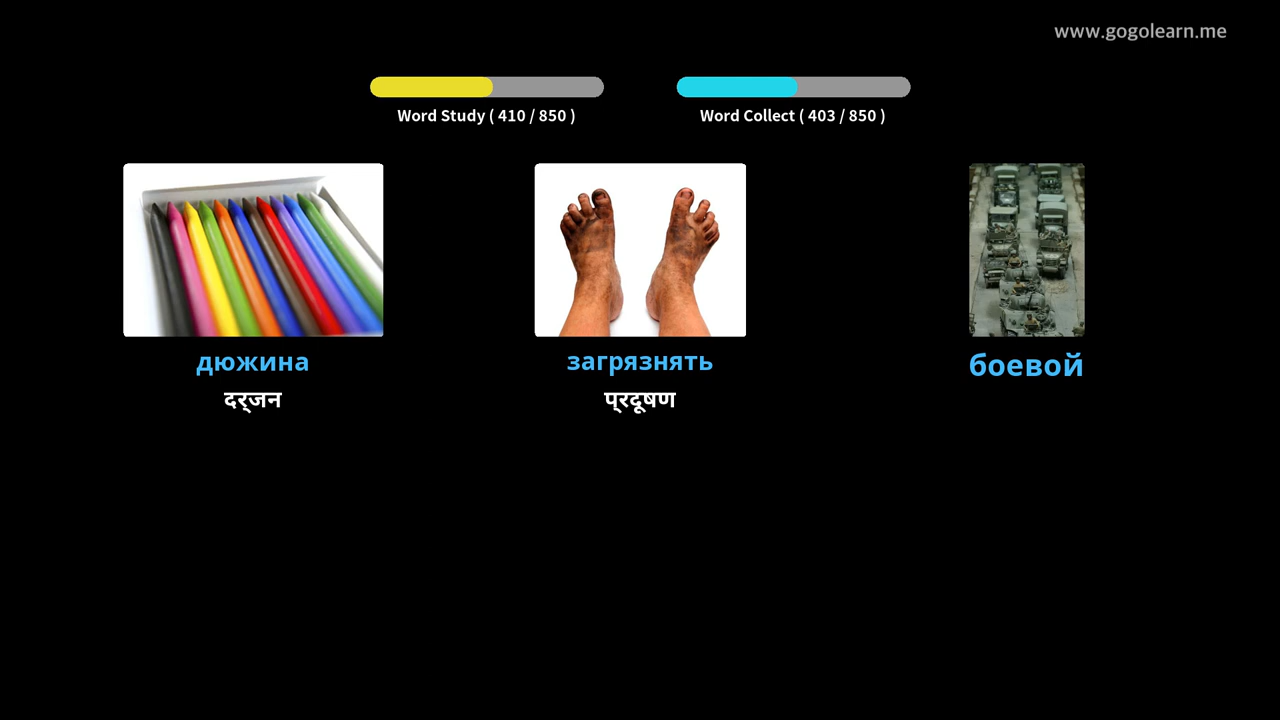 www.gogolearn.me
Word Study ( 410 / 850 )
Word Collect ( 403 / 850 )
дюжина
загрязнять
боевой
दर्जन
प्रदूषण